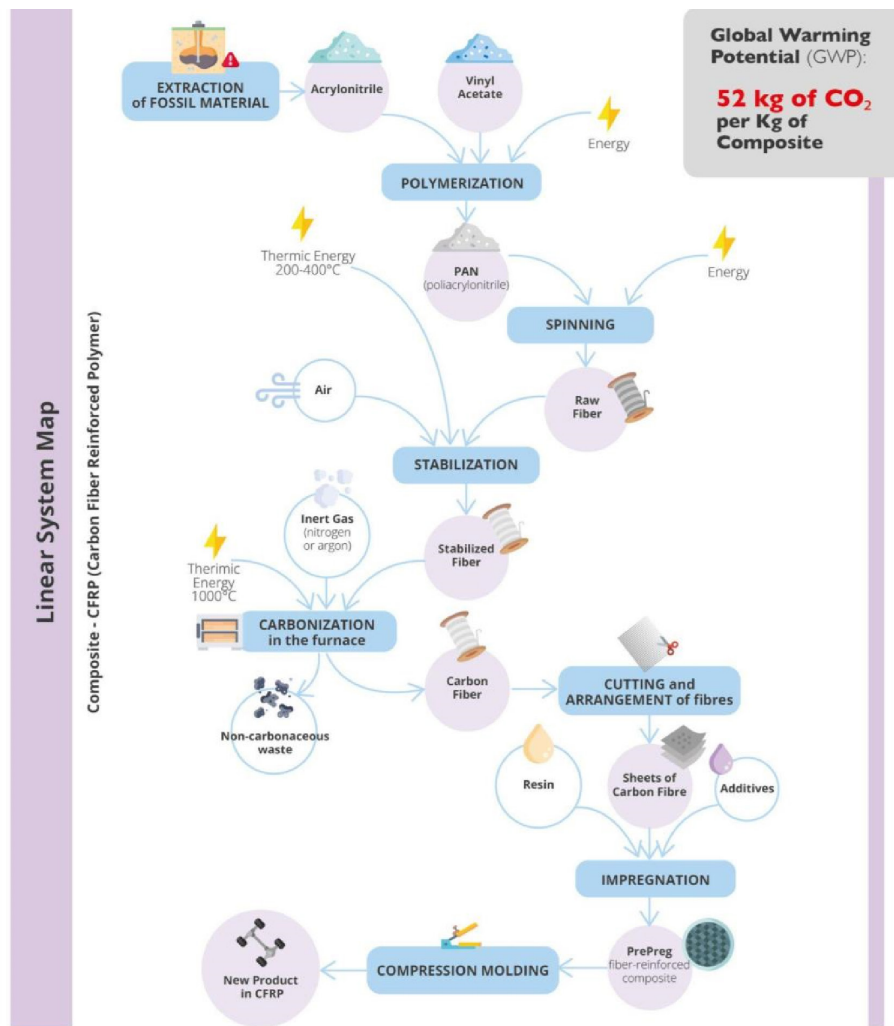 Linear System Map
Composite - CFRP (Carbon Fiber Reinforced Polymer)
Global Warming
Potential (GWP):
52 kg of CO₂
per Kg of
Composite
EXTRACTION
of FOSSIL MATERIAL
Acrylonitrile
Vinyl
Acetate
Energy
POLYMERIZATION
Thermic Energy
200-400°C
PAN
(poliacrylonitrile)
Energy
SPINNING
Air
Raw
Fiber
STABILIZATION
Inert Gas
(nitrogen
or argon)
Stabilized
Fiber
Therimic
Energy
1000°C
CARBONIZATION
in the furnace
Carbon
Fiber
CUTTING and
ARRANGEMENT of fibres
Non-carbonaceous
waste
Resin
Sheets of
Carbon Fibre
Additives
IMPREGNATION
PrePreg
fiber-reinforced
composite
COMPRESSION MOLDING
New Product
in CFRP